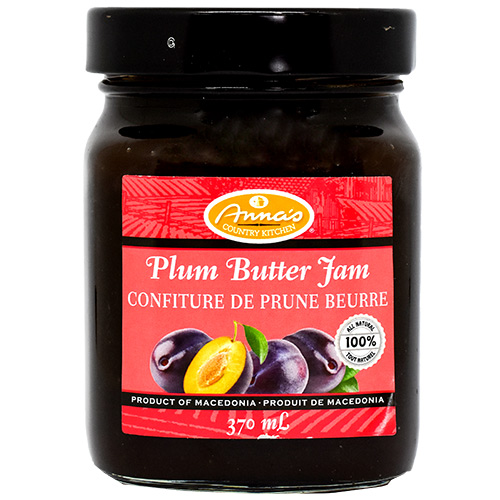 G
Anna's
COUNTRY KITCHEN
Plum Butter Jam
CONFITURE DE PRUNE BEURRE
ALL NATURAL
100%
TOUT NATUREL
PRODUCT OF MACEDONIA · PRODUIT DE MACEDONIA
370 mL